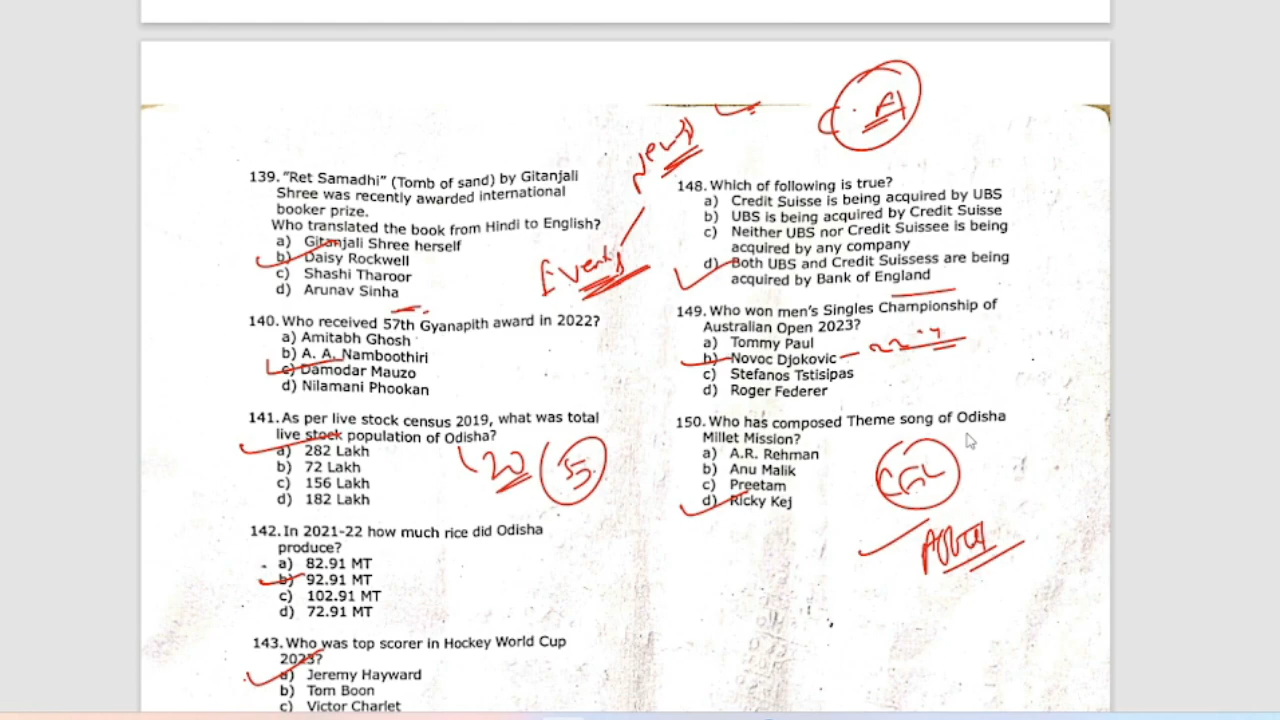 139. "Ret Samadhi" (Tomb of sand) by Gitanjali
Shree was recently awarded international
booker prize.
Who translated the book from Hindi to English?
a) Gitanjali Shree herself
b) Daisy Rockwell
c) Shashi Tharoor
d) Arunav Sinha
140. Who received 57th Gyanapith award in 2022?
a) Amitabh Ghosh
b) A. A. Namboothiri
c) Damodar Mauzo
d) Nilamani Phookan
141. As per live stock census 2019, what was total
live stock population of Odisha?
a) 282 Lakh
b) 72 Lakh
c) 156 Lakh
d) 182 Lakh
20 5
142. In 2021-22 how much rice did Odisha
produce?
a) 82.91 MT
b) 92.91 MT
c) 102.91 MT
d) 72.91 MT
143. Who was top scorer in Hockey World Cup
2023?
a) Jeremy Hayward
b) Tom Boon
c) Victor Charlet
News
Events
148. Which of following is true?
a) Credit Suisse is being acquired by UBS
b) UBS is being acquired by Credit Suisse
c) Neither UBS nor Credit Suissee is being
acquired by any company
d) Both UBS and Credit Suissess are being
acquired by Bank of England
149. Who won men's Singles Championship of
Australian Open 2023?
a) Tommy Paul
b) Novoc Djokovic
c) Stefanos Tstisipas
d) Roger Federer
150. Who has composed Theme song of Odisha
Millet Mission?
a) A.R. Rehman
b) Anu Malik
c) Preetam
d) Ricky Kej